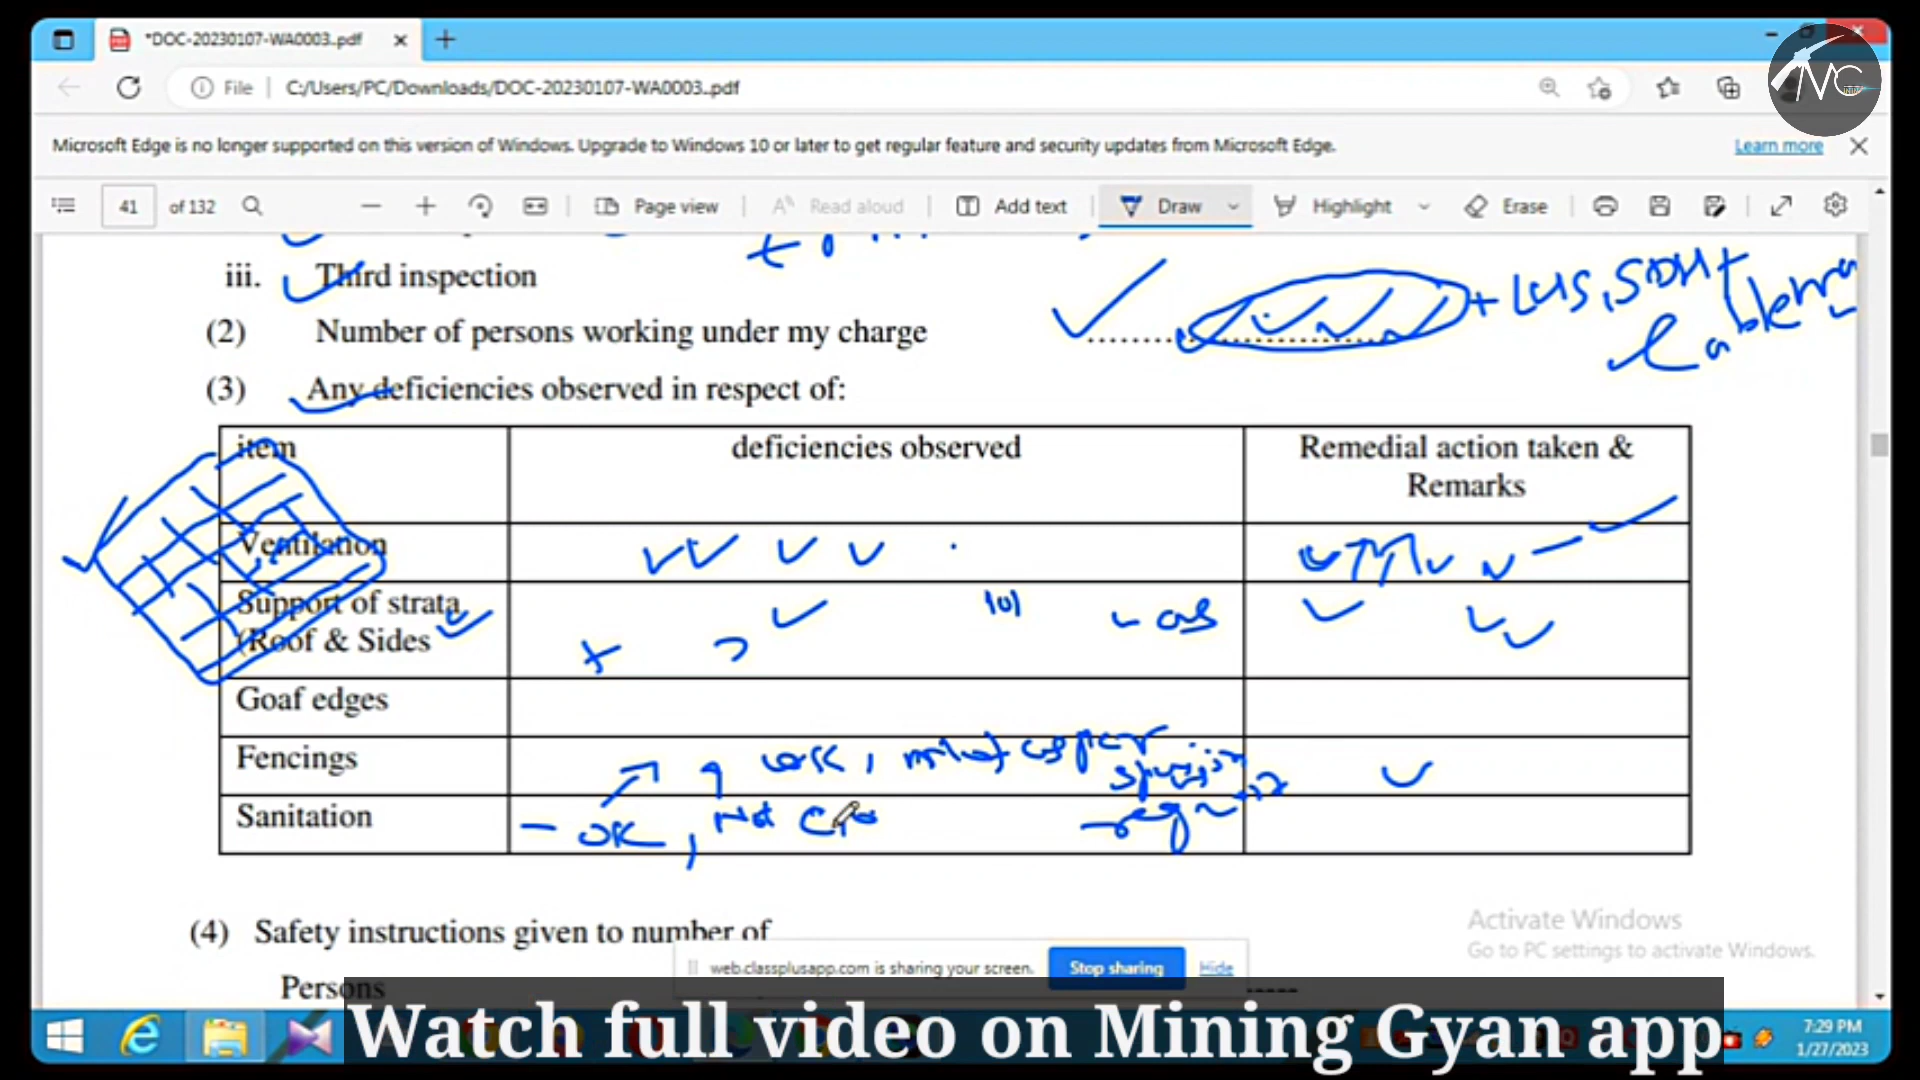 *DOC-20230107-WA0003..pdf
File C:/Users/PC/Downloads/DOC-20230107-WA0003..pdf
Microsoft Edge is no longer supported on this version of Windows. Upgrade to Windows 10 or later to get regular feature and security updates from Microsoft Edge. Learn more
41 of 132 Page view Read aloud Add text Draw Highlight Erase
iii. Third inspection
(2) Number of persons working under my charge ....................
(3) Any deficiencies observed in respect of:
item deficiencies observed Remedial action taken &
Remarks
Ventilation
Support of strata
(Roof & Sides
Goaf edges
Fencings
Sanitation - OK, Not
(4) Safety instructions given to number of
Persons
Activate Windows
Go to PC settings to activate Windows.
web.classplusapp.com is sharing your screen. Stop sharing Hide
Watch full video on Mining Gyan app
7:29 PM
1/27/2023